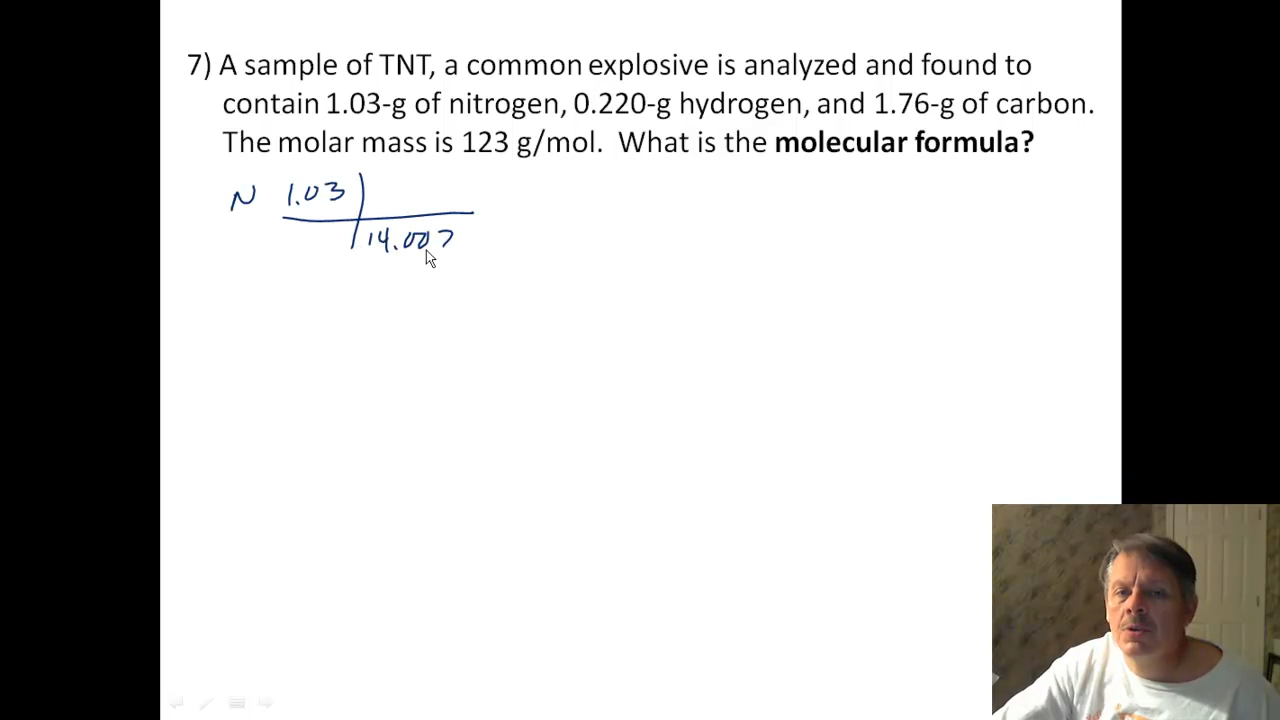 7) A sample of TNT, a common explosive is analyzed and found to
contain 1.03-g of nitrogen, 0.220-g hydrogen, and 1.76-g of carbon.
The molar mass is 123 g/mol. What is the molecular formula?
N 1.03
14.007